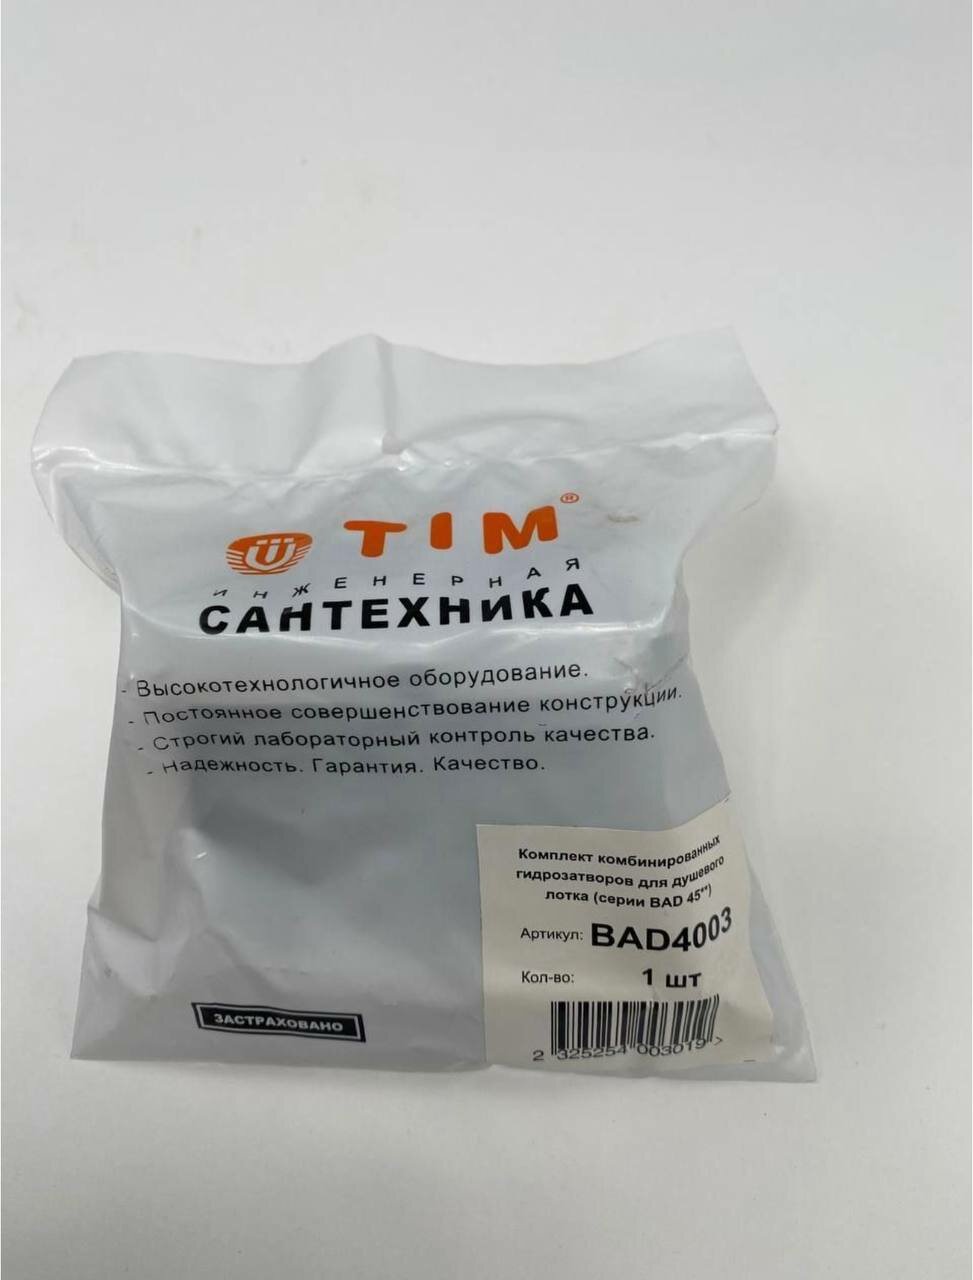 TIM®
ИНЖЕНЕРНАЯ
САНТЕХНИКА
- Высокотехнологичное оборудование.
- Постоянное совершенствование конструкции.
- Строгий лабораторный контроль качества.
- Надежность. Гарантия. Качество.
Комплект комбинированных
гидрозатворов для душевого
лотка (серии BAD 45**)
Артикул: BAD4003
Кол-во: 1 шт
2 325254 003019 >
ЗАСТРАХОВАНО